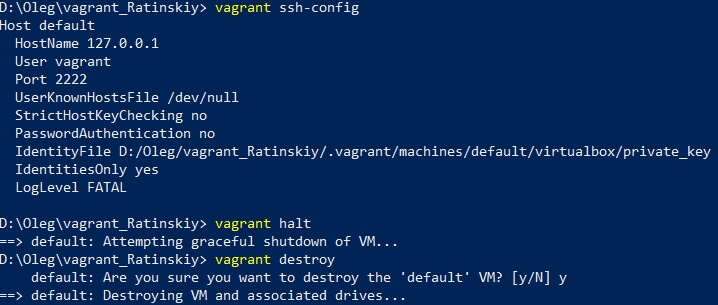 D:\Oleg\vagrant_Ratinskiy> vagrant ssh-config
Host default
  HostName 127.0.0.1
  User vagrant
  Port 2222
  UserKnownHostsFile /dev/null
  StrictHostKeyChecking no
  PasswordAuthentication no
  IdentityFile D:/Oleg/vagrant_Ratinskiy/.vagrant/machines/default/virtualbox/private_key
  IdentitiesOnly yes
  LogLevel FATAL

D:\Oleg\vagrant_Ratinskiy> vagrant halt
==> default: Attempting graceful shutdown of VM...
D:\Oleg\vagrant_Ratinskiy> vagrant destroy
    default: Are you sure you want to destroy the 'default' VM? [y/N] y
==> default: Destroying VM and associated drives...